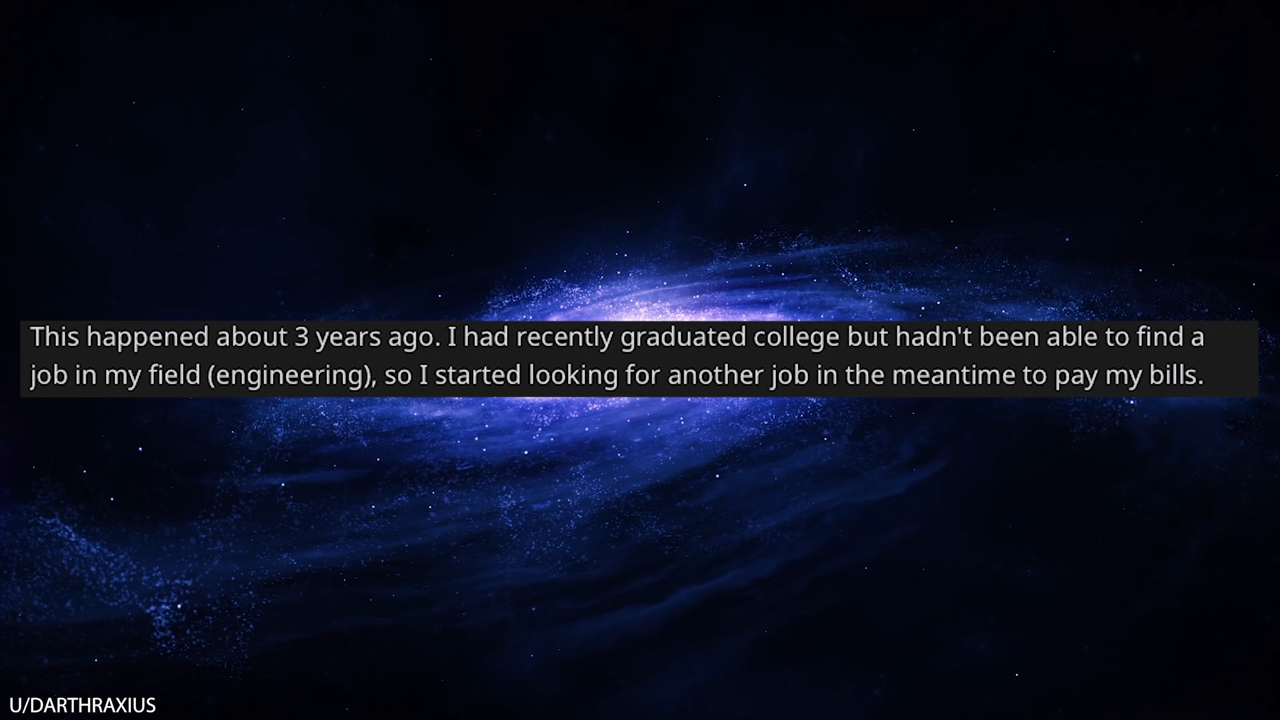 This happened about 3 years ago. I had recently graduated college but hadn't been able to find a
job in my field (engineering), so I started looking for another job in the meantime to pay my bills.
U/DARTHRAXIUS